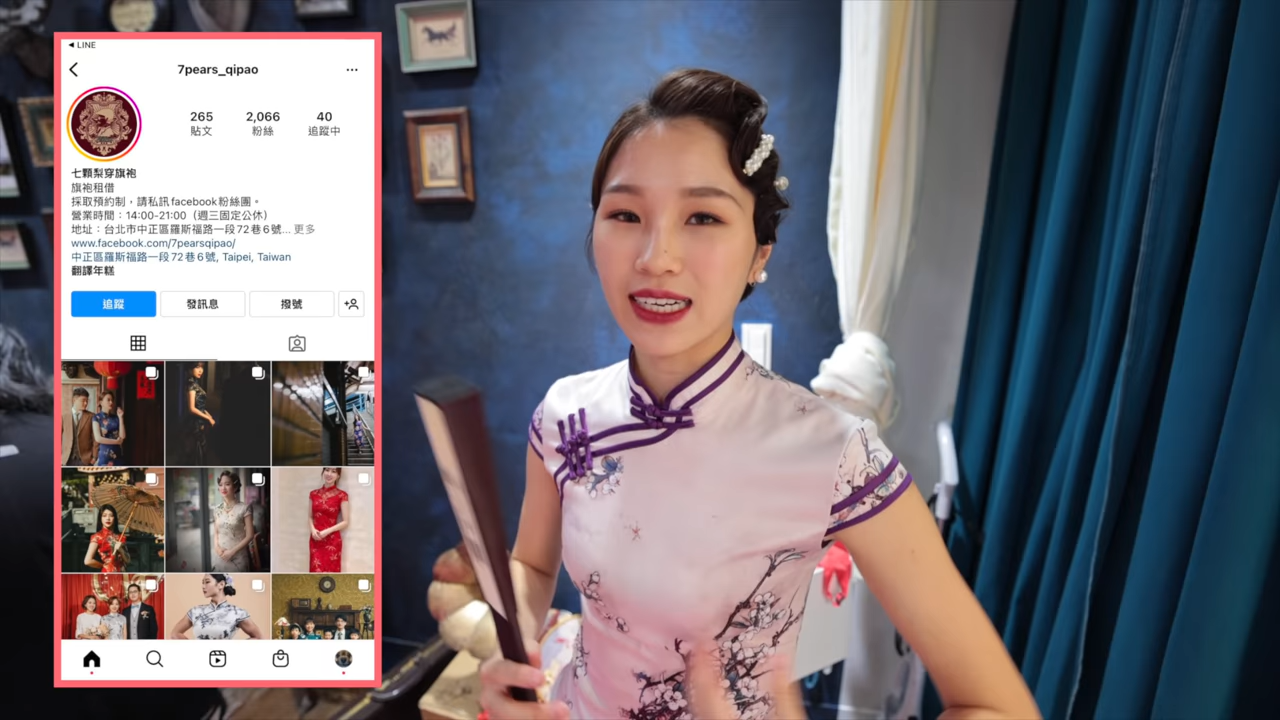 ◀ LINE
7pears_qipao
265
貼文
2,066
粉絲
40
追蹤中
七顆梨穿旗袍
旗袍租借
採取預約制，請私訊facebook粉絲團。
營業時間：14:00-21:00（週三固定公休）
地址：台北市中正區羅斯福路一段72巷6號... 更多
www.facebook.com/7pearsqipao/
中正區羅斯福路一段72巷6號, Taipei, Taiwan
翻譯年糕
追蹤
發訊息
撥號